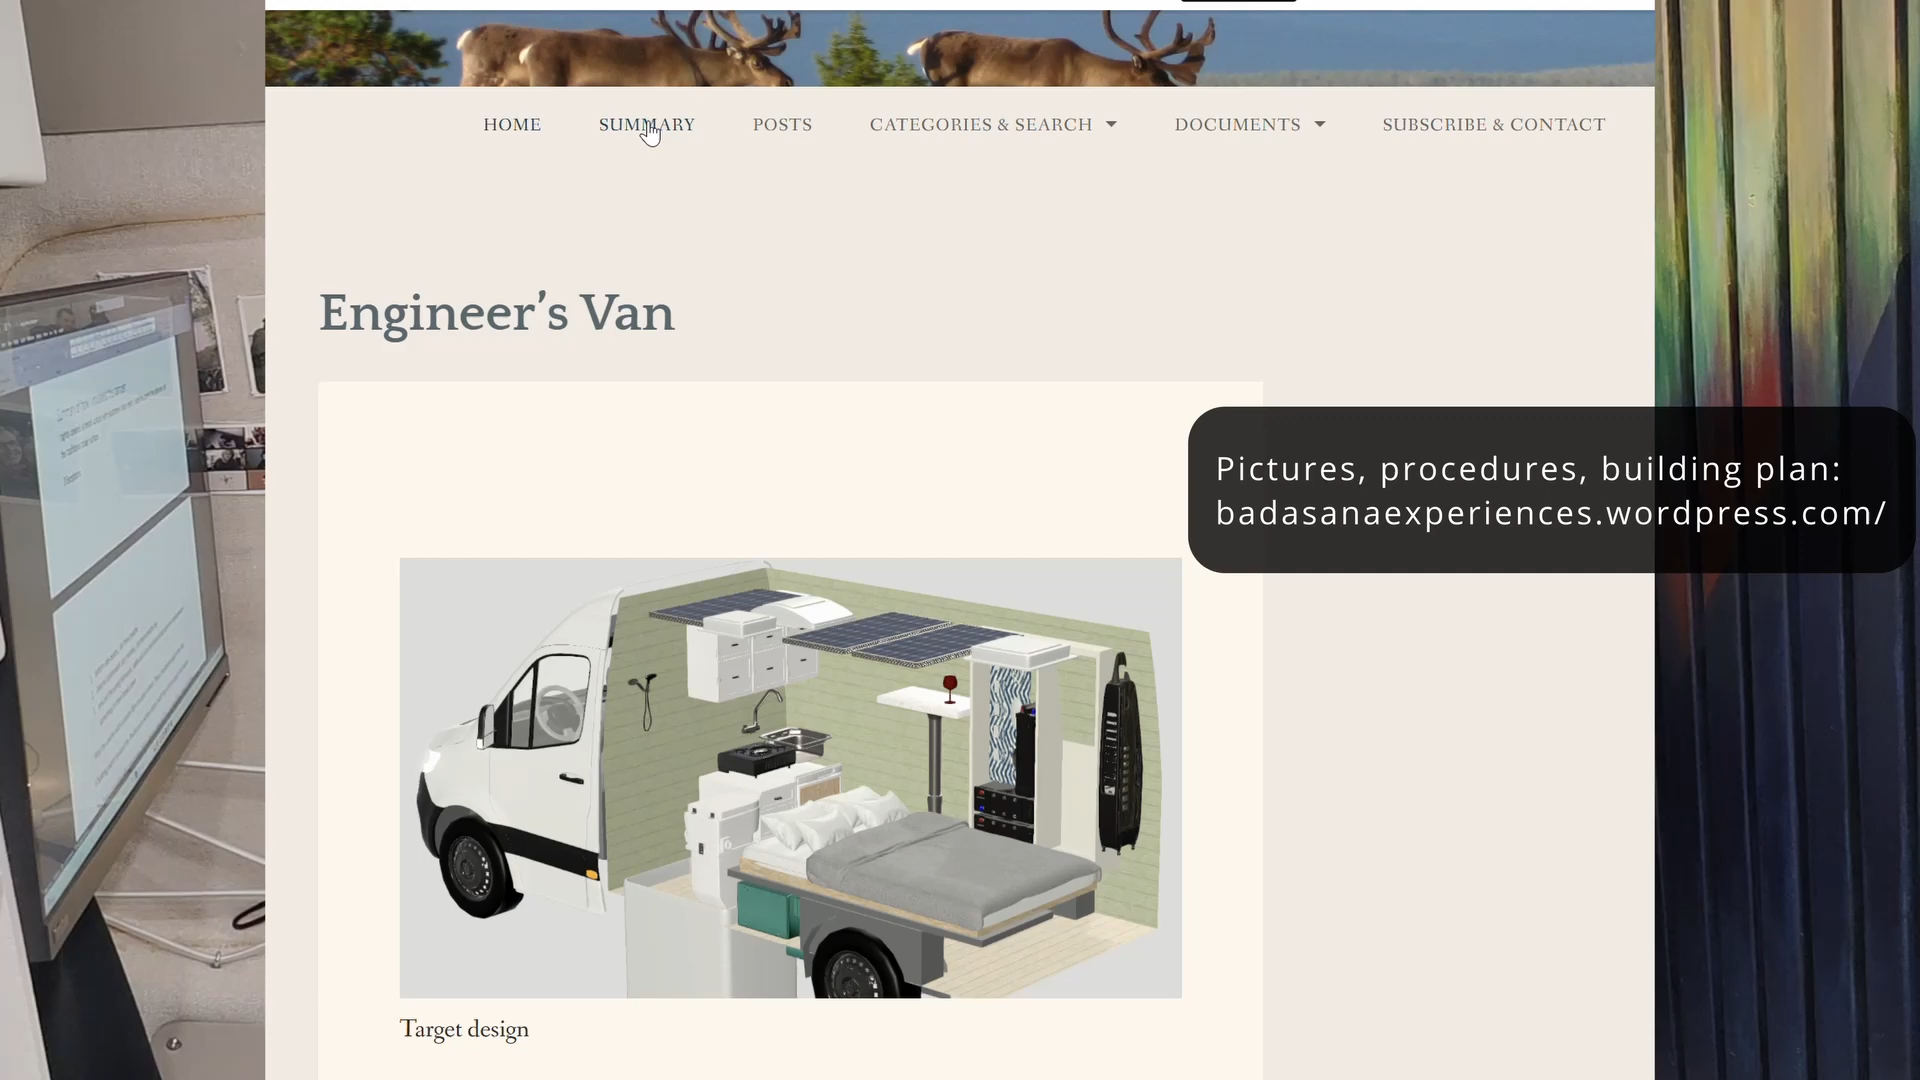 HOME SUMMARY POSTS CATEGORIES & SEARCH DOCUMENTS SUBSCRIBE & CONTACT
Engineer’s Van
Pictures, procedures, building plan:
badasanaexperiences.wordpress.com/
Target design